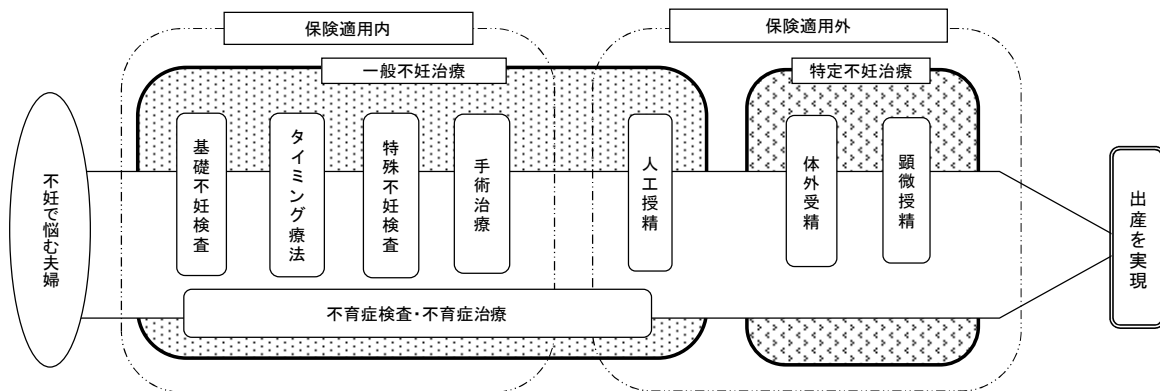 保険適用内
保険適用外
一般不妊治療
特定不妊治療
不妊で悩む夫婦
基礎不妊検査
タイミング療法
特殊不妊検査
手術治療
人工授精
体外受精
顕微授精
出産を実現
不育症検査・不育症治療